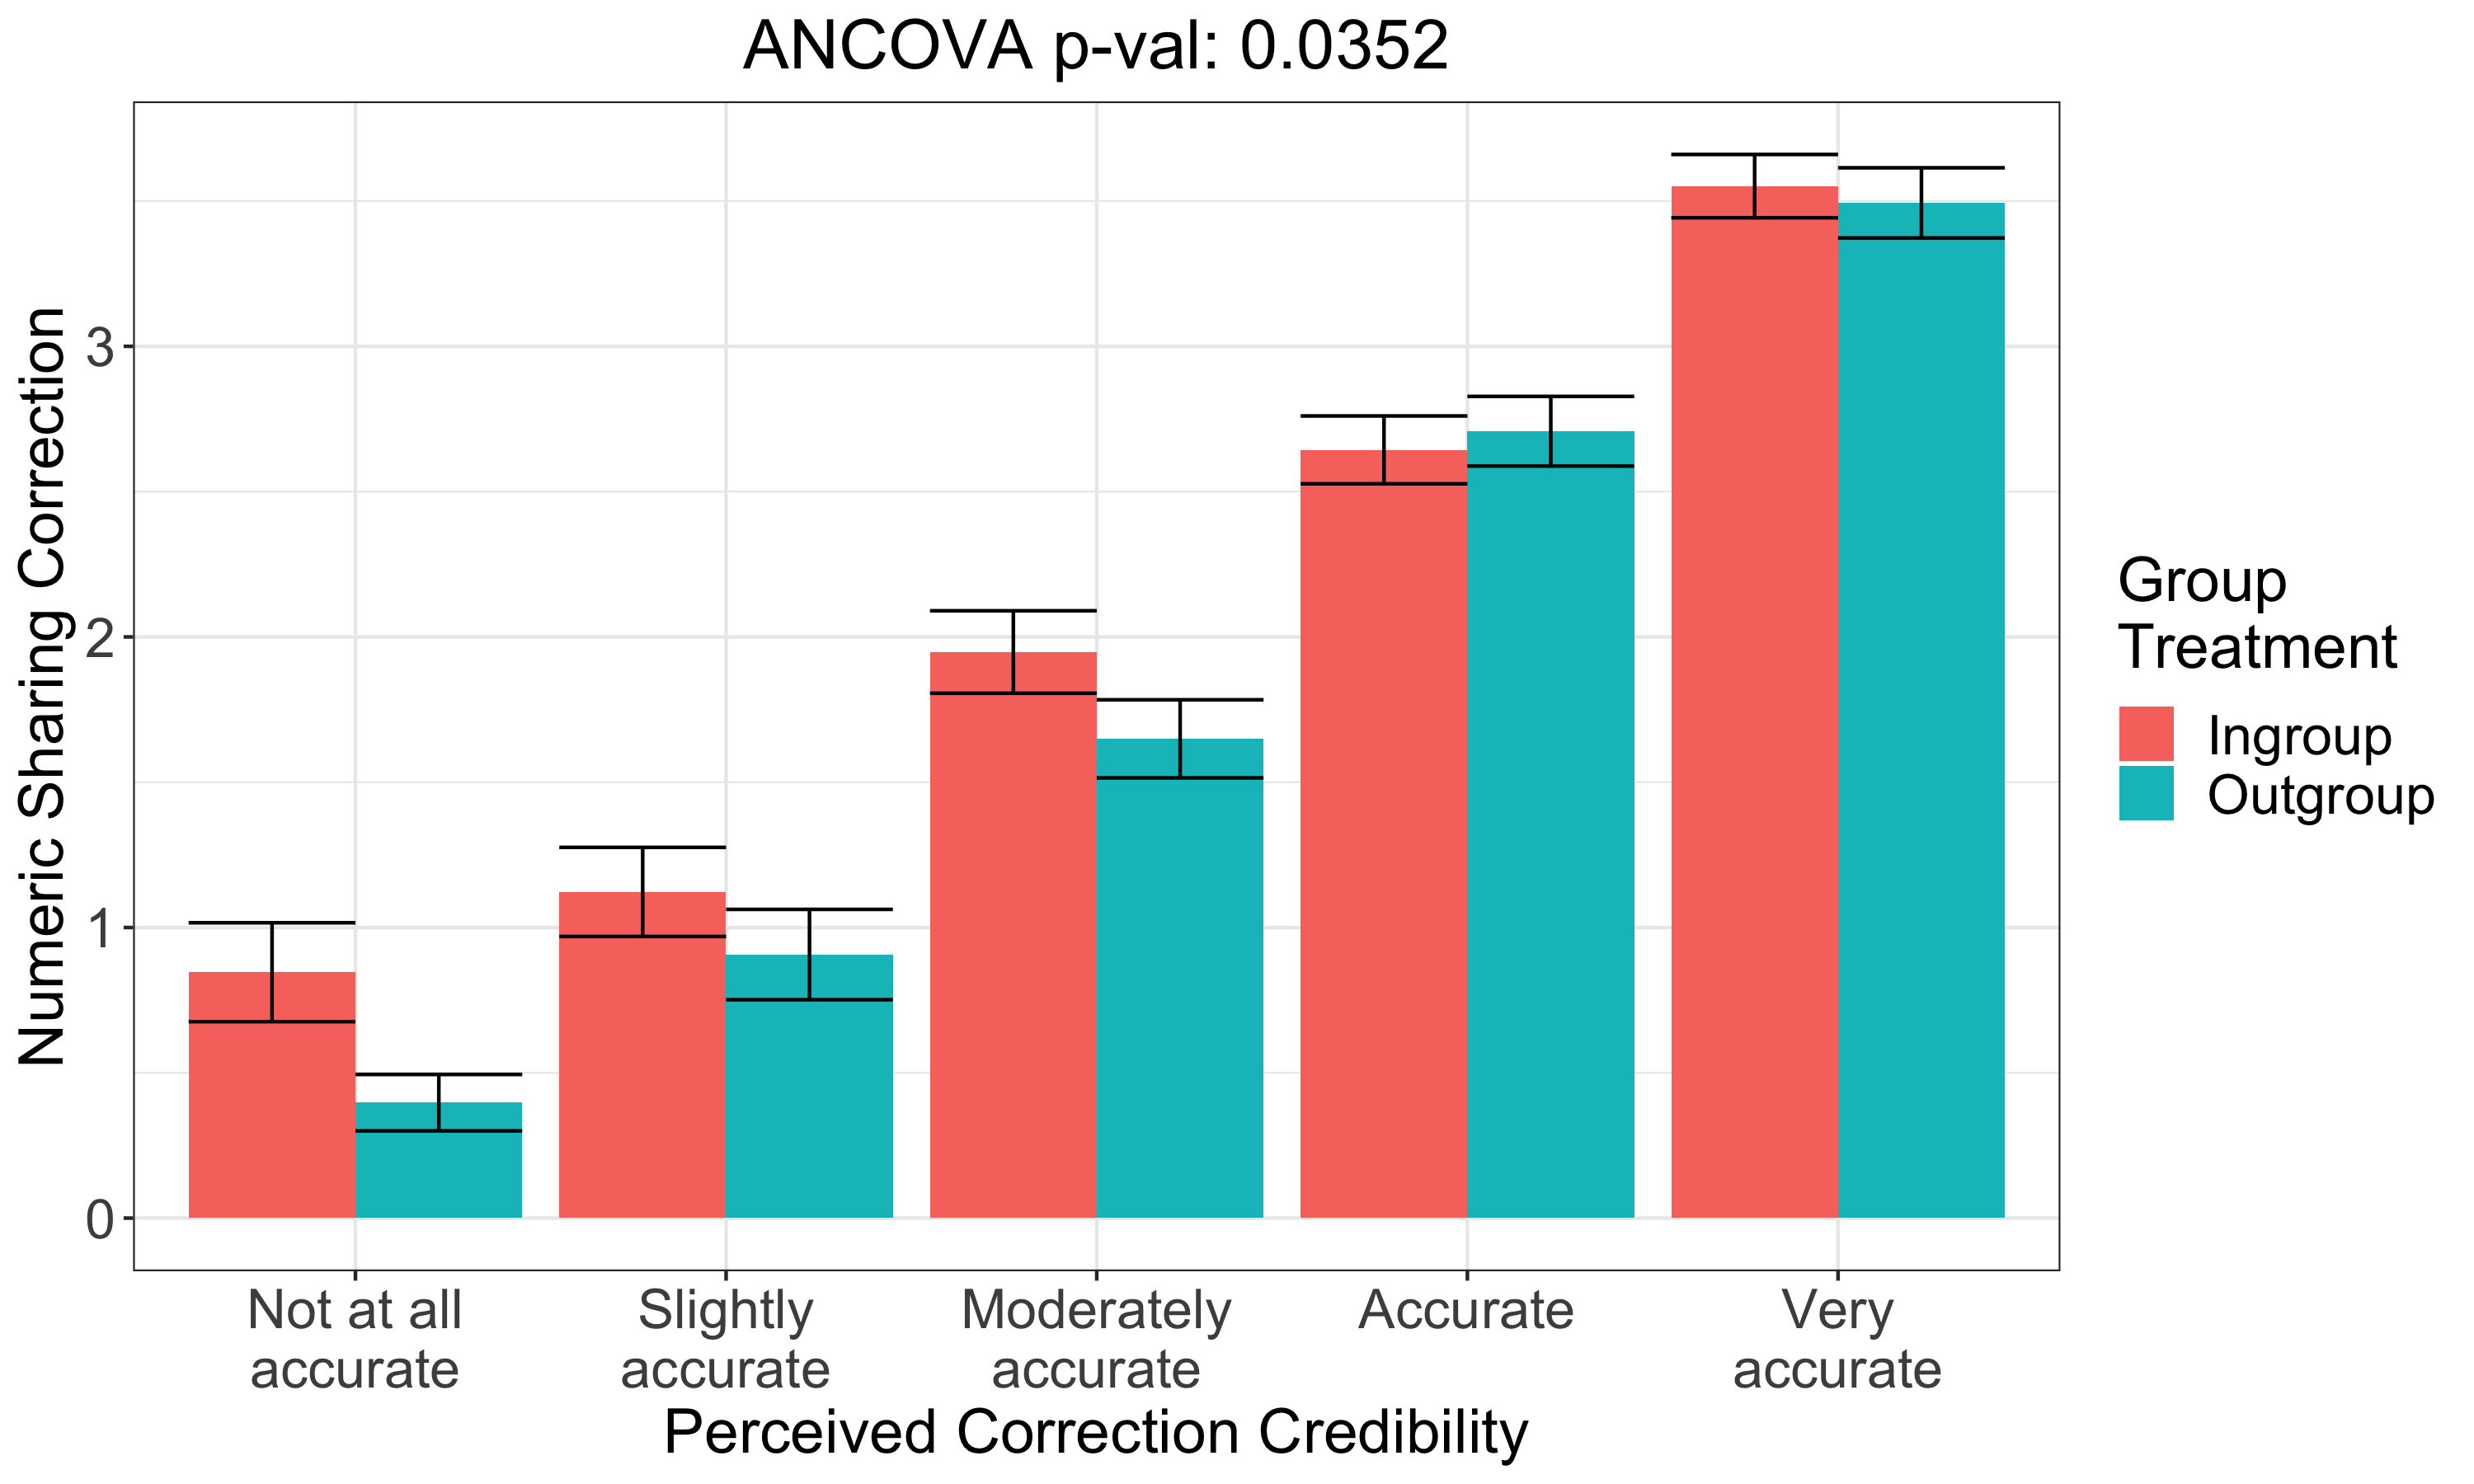 ANCOVA p-val: 0.0352
Numeric Sharing Correction
3
2
1
0
Not at all
accurate
Slightly
accurate
Moderately
accurate
Accurate
Very
accurate
Perceived Correction Credibility
Group
Treatment
Ingroup
Outgroup